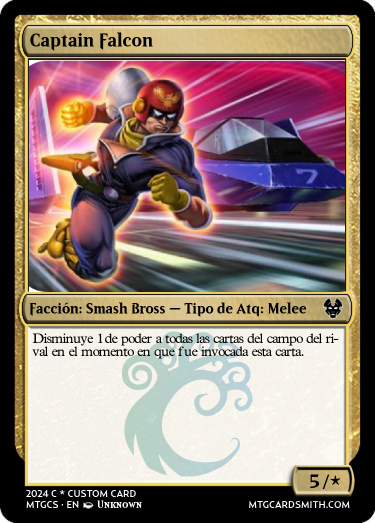 Captain Falcon
7
Facción: Smash Bross — Tipo de Atq: Melee
Disminuye 1 de poder a todas las cartas del campo del ri-
val en el momento en que fue invocada esta carta.
5/★
2024 C * CUSTOM CARD
MTGCS · EN Unknown
MTGCARDSMITH.COM